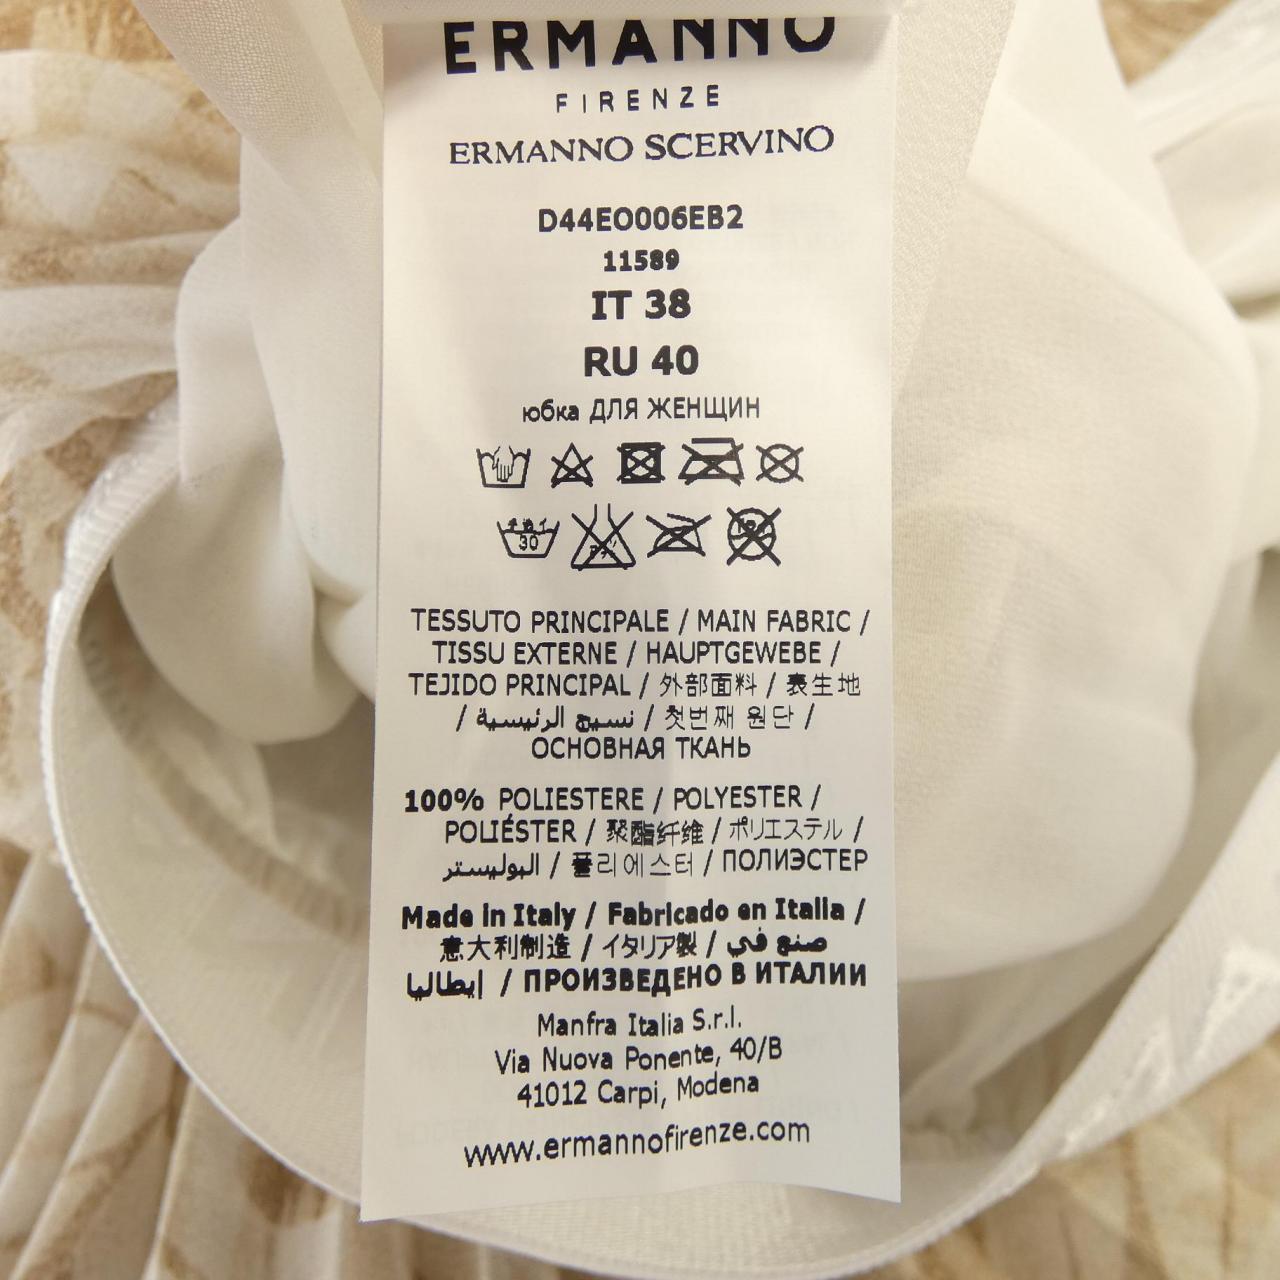 ERMANNO
FIRENZE
ERMANNO SCERVINO
D44EO006EB2
11589
IT 38
RU 40
юбка ДЛЯ ЖЕНЩИН
30
TESSUTO PRINCIPALE / MAIN FABRIC /
TISSU EXTERNE / HAUPTGEWEBE /
TEJIDO PRINCIPAL / 外部面料 / 表生地
/ نسيج الرئيسية / 첫번째 원단 /
ОСНОВНАЯ ТКАНЬ
100% POLIESTERE / POLYESTER /
POLIÉSTER / 聚酯纤维 / ポリエステル /
البوليستر / 폴리에스터 / ПОЛИЭСТЕР
Made in Italy / Fabricado en Italia /
意大利制造 / イタリア製 / صنع في
إيطاليا / ПРОИЗВЕДЕНО В ИТАЛИИ
Manfra Italia S.r.l.
Via Nuova Ponente, 40/B
41012 Carpi, Modena
www.ermannofirenze.com